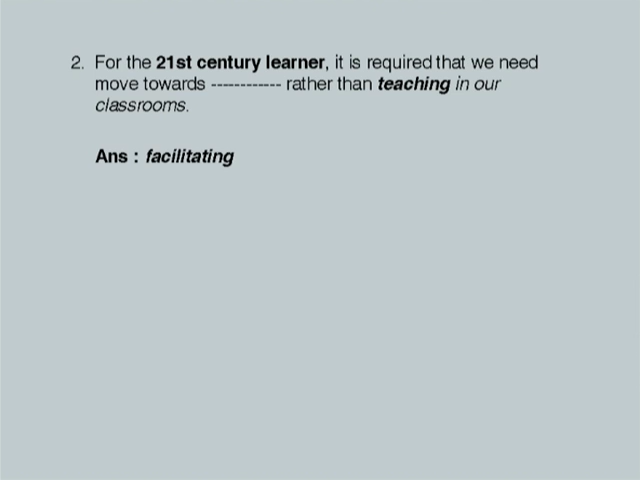 2. For the 21st century learner, it is required that we need
move towards ------------ rather than teaching in our
classrooms.
Ans : facilitating